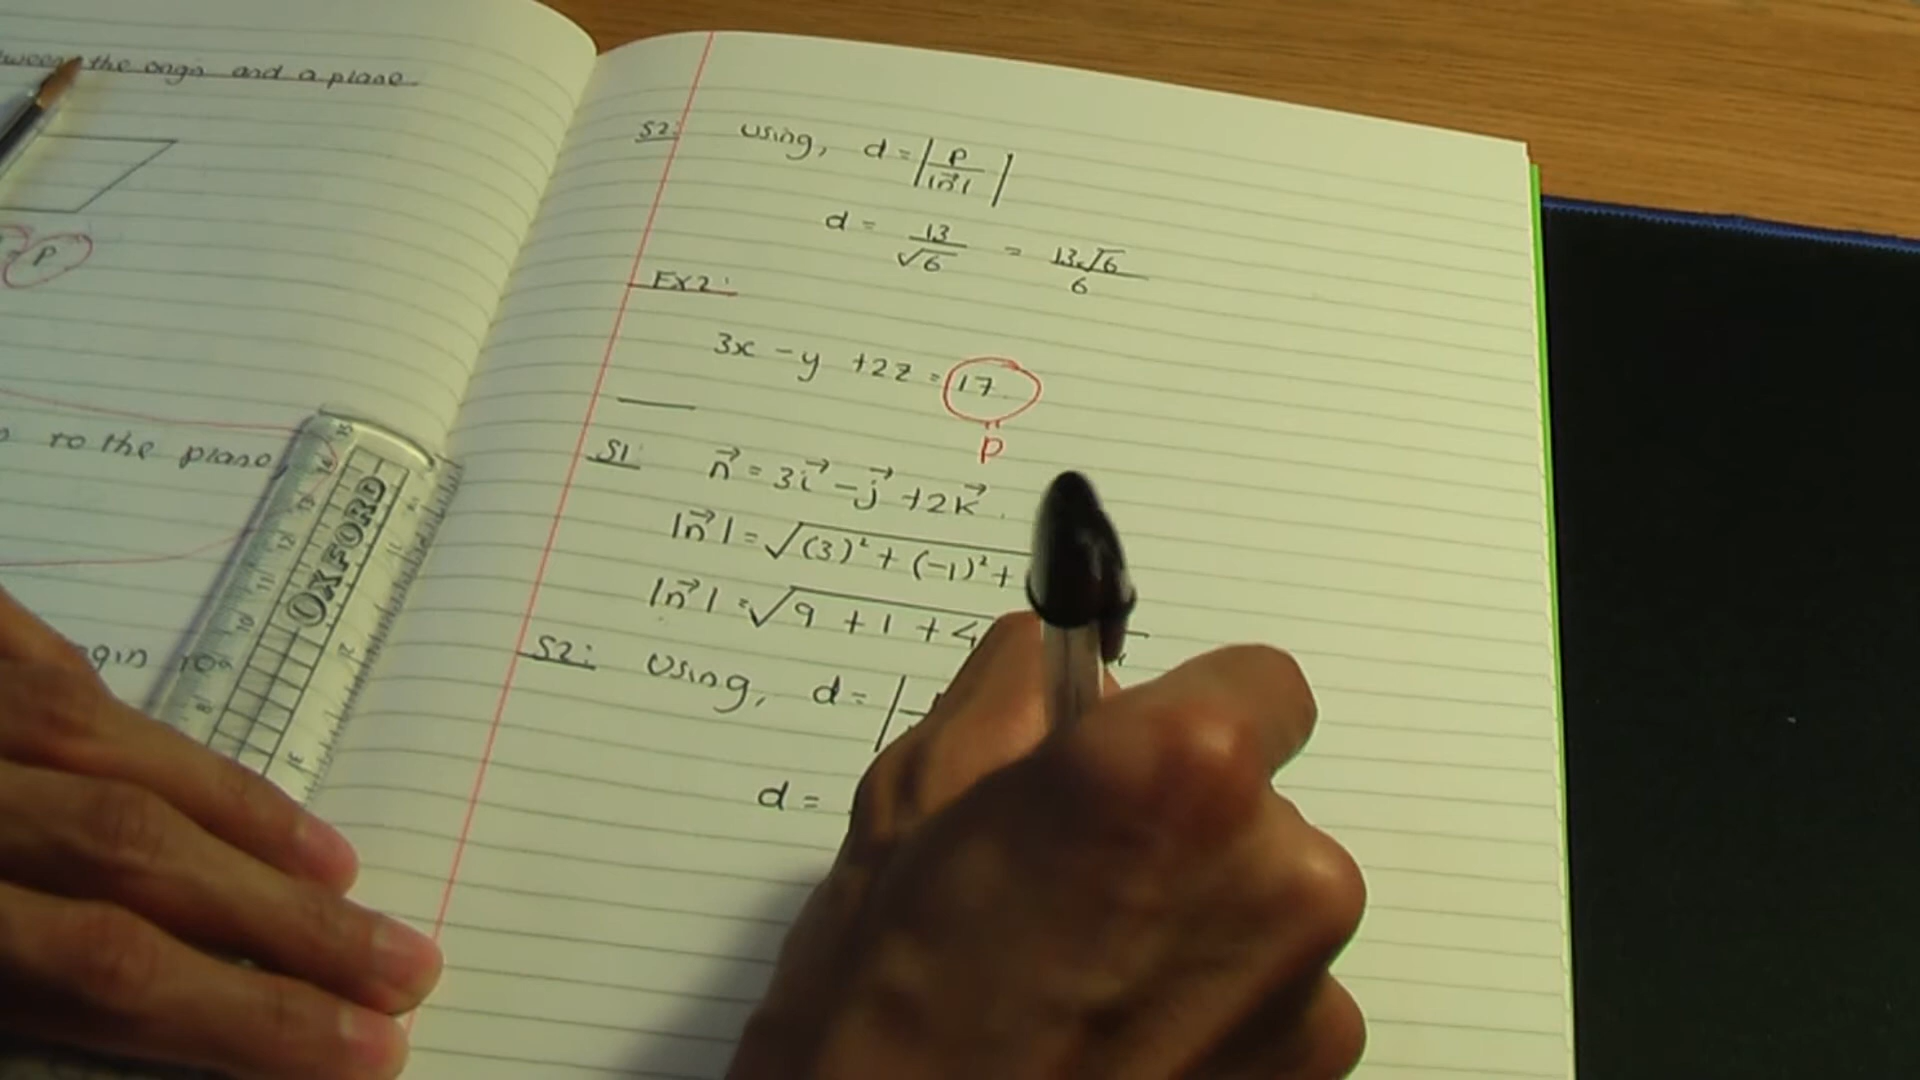 the origin and a plane
P
to the plane
OXFORD
S2: using, d = |P/|n⃗||
d = 13/√6 = 13√6/6
Ex2:
3x - y + 2z = 17
P
S1: n⃗ = 3i⃗ - j⃗ + 2k⃗.
|n⃗| = √(3)² + (-1)² +
|n⃗| = √9 + 1 + 4
S2: Using, d = |
d =